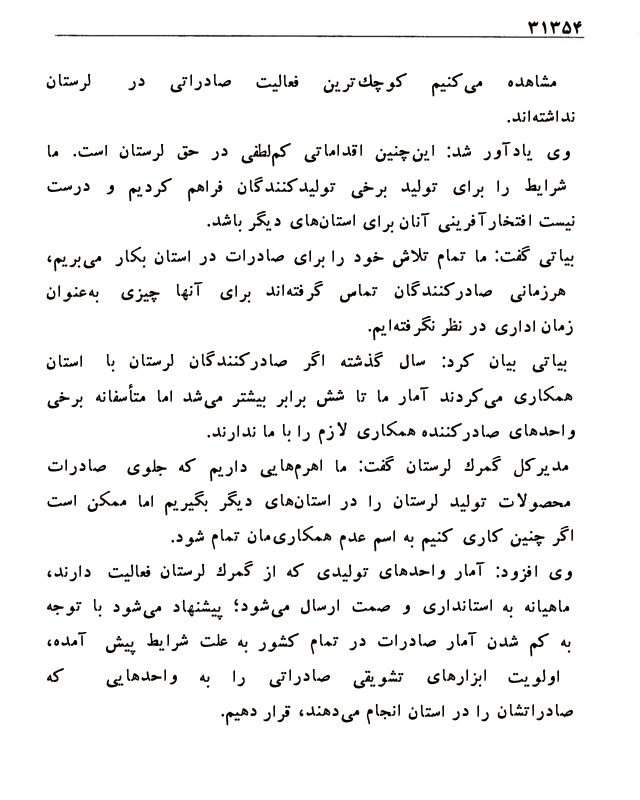 ۳۱۳۵۴
مشاهده می‌کنیم کوچك‌ترین فعالیت صادراتی در لرستان
نداشته‌اند.
وی یادآور شد: این‌چنین اقداماتی کم‌لطفی در حق لرستان است. ما
شرایط را برای تولید برخی تولیدکنندگان فراهم کردیم و درست
نیست افتخارآفرینی آنان برای استان‌های دیگر باشد.
بیاتی گفت: ما تمام تلاش خود را برای صادرات در استان بکار می‌بریم،
هرزمانی صادرکنندگان تماس گرفته‌اند برای آنها چیزی به‌عنوان
زمان اداری در نظر نگرفته‌ایم.
بیاتی بیان کرد: سال گذشته اگر صادرکنندگان لرستان با استان
همکاری می‌کردند آمار ما تا شش برابر بیشتر می‌شد اما متأسفانه برخی
واحدهای صادرکننده همکاری لازم را با ما ندارند.
مدیرکل گمرك لرستان گفت: ما اهرم‌هایی داریم که جلوی صادرات
محصولات تولید لرستان را در استان‌های دیگر بگیریم اما ممکن است
اگر چنین کاری کنیم به اسم عدم همکاری‌مان تمام شود.
وی افزود: آمار واحدهای تولیدی که از گمرك لرستان فعالیت دارند،
ماهیانه به استانداری و صمت ارسال می‌شود؛ پیشنهاد می‌شود با توجه
به کم شدن آمار صادرات در تمام کشور به علت شرایط پیش آمده،
اولویت ابزارهای تشویقی صادراتی را به واحدهایی که
صادراتشان را در استان انجام می‌دهند، قرار دهیم.